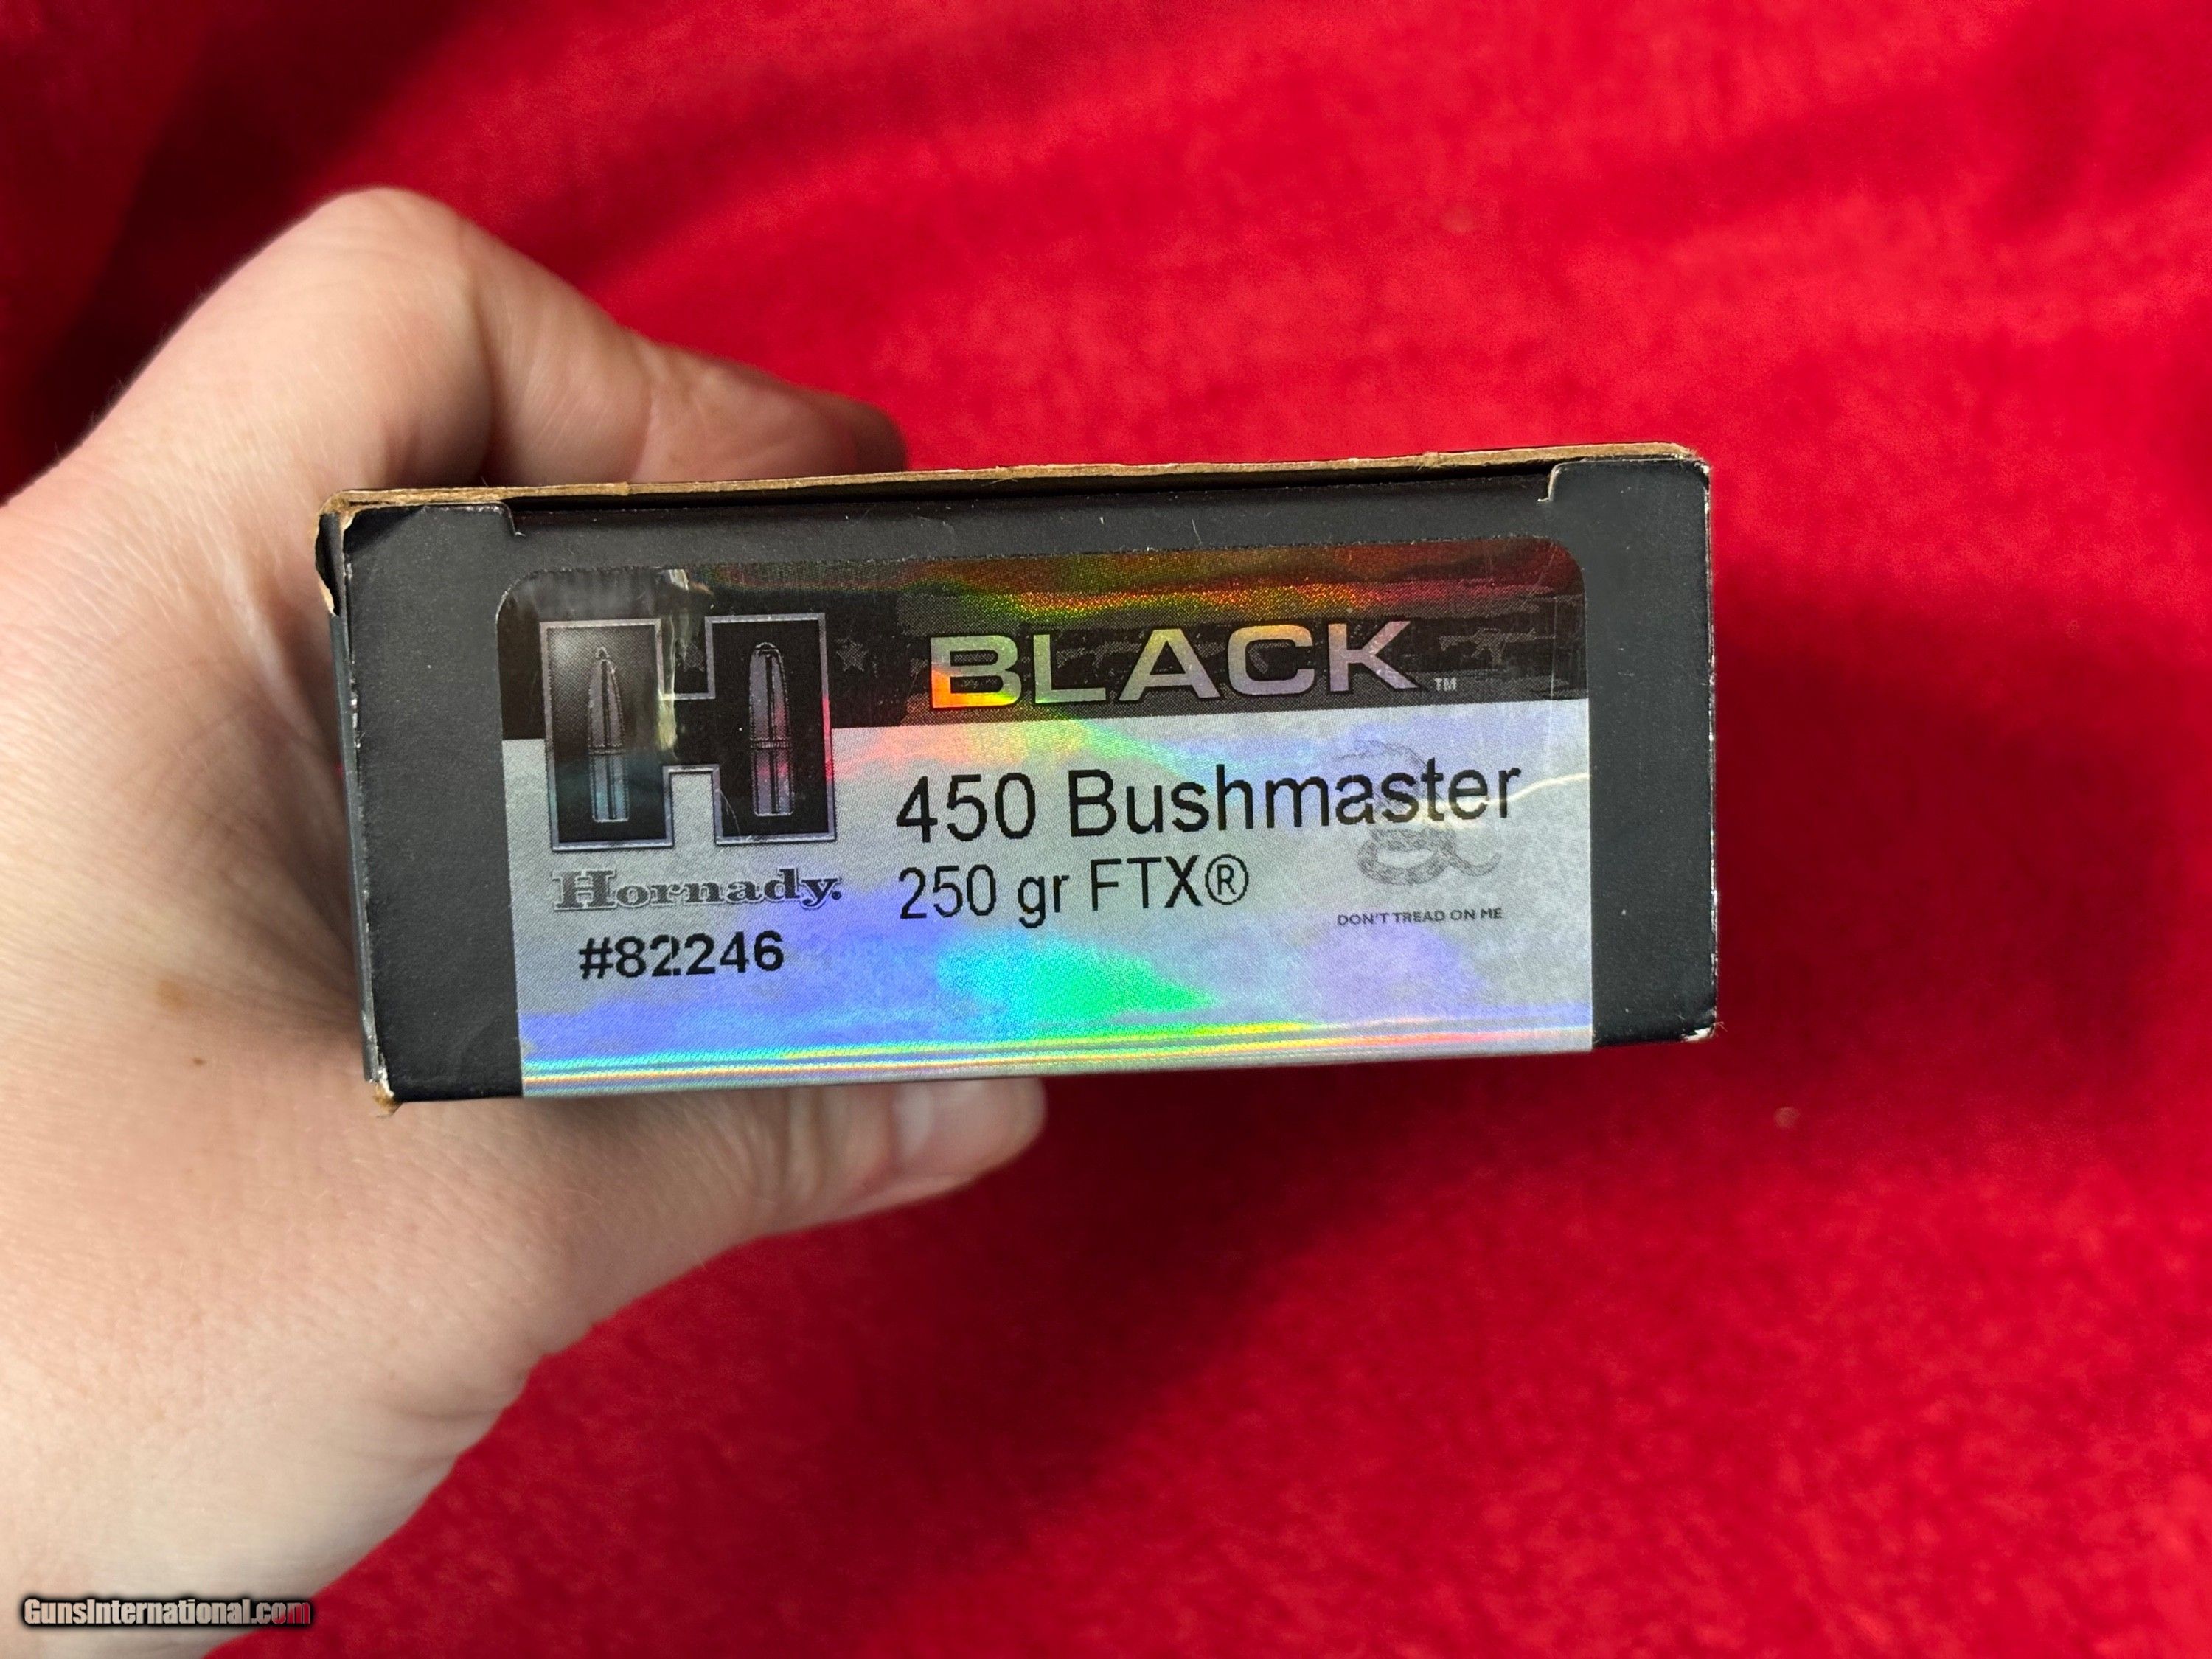 BLACK™
450 Bushmaster
250 gr FTX®
Hornady.
DON'T TREAD ON ME
#82246
GunsInternational.com